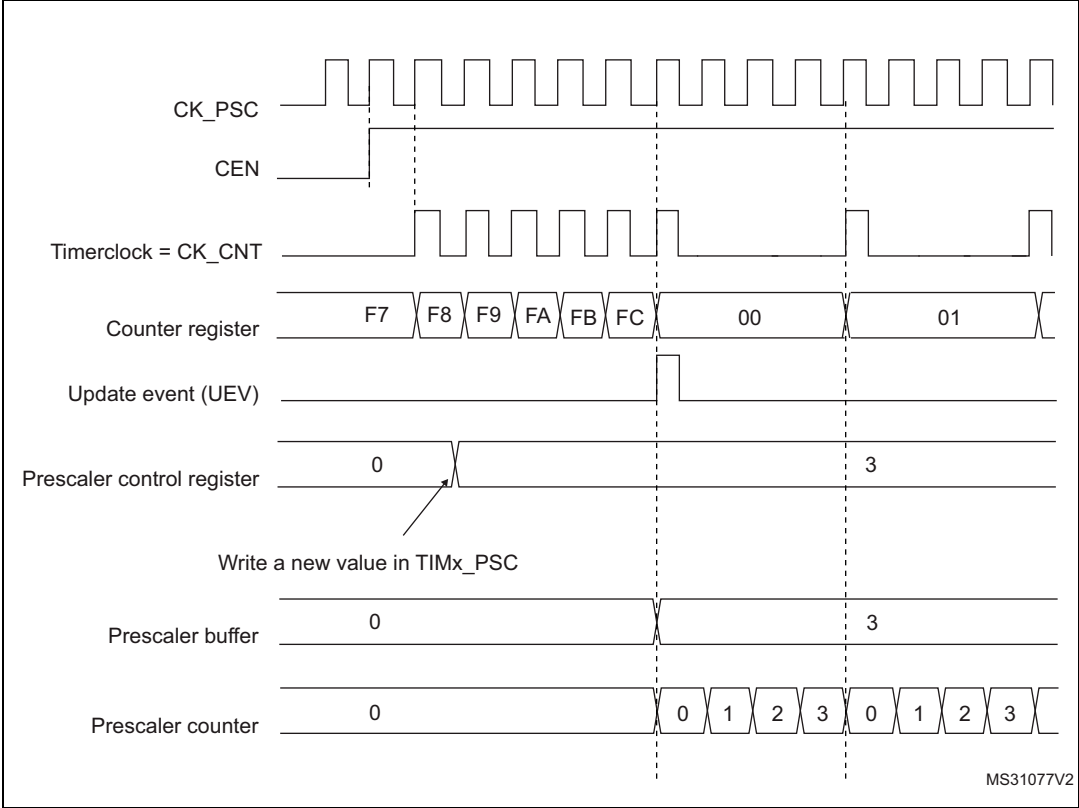 CK_PSC
CEN
Timerclock = CK_CNT
Counter register F7 F8 F9 FA FB FC 00 01
Update event (UEV)
Prescaler control register 0 3
Write a new value in TIMx_PSC
Prescaler buffer 0 3
Prescaler counter 0 0 1 2 3 0 1 2 3
MS31077V2